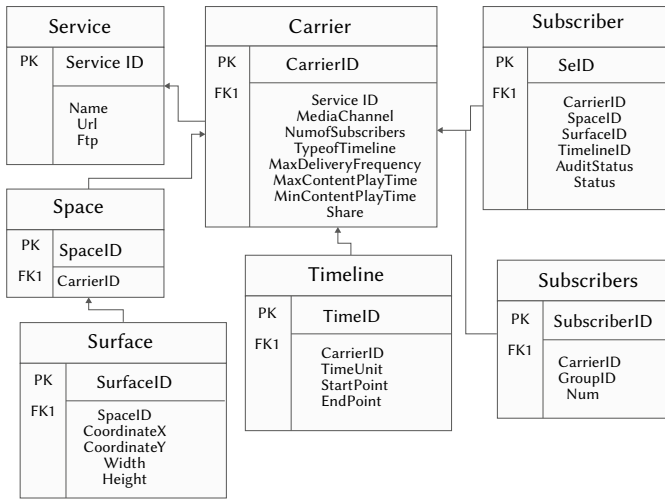 Service
PK
Service ID
Name
Url
Ftp
Carrier
PK
CarrierID
FK1
Service ID
MediaChannel
NumofSubscribers
TypeofTimeline
MaxDeliveryFrequency
MaxContentPlayTime
MinContentPlayTime
Share
Subscriber
PK
SeID
FK1
CarrierID
SpaceID
SurfaceID
TimelineID
AuditStatus
Status
Space
PK
SpaceID
FK1
CarrierID
Timeline
PK
TimeID
FK1
CarrierID
TimeUnit
StartPoint
EndPoint
Subscribers
PK
SubscriberID
FK1
CarrierID
GroupID
Num
Surface
PK
SurfaceID
FK1
SpaceID
CoordinateX
CoordinateY
Width
Height